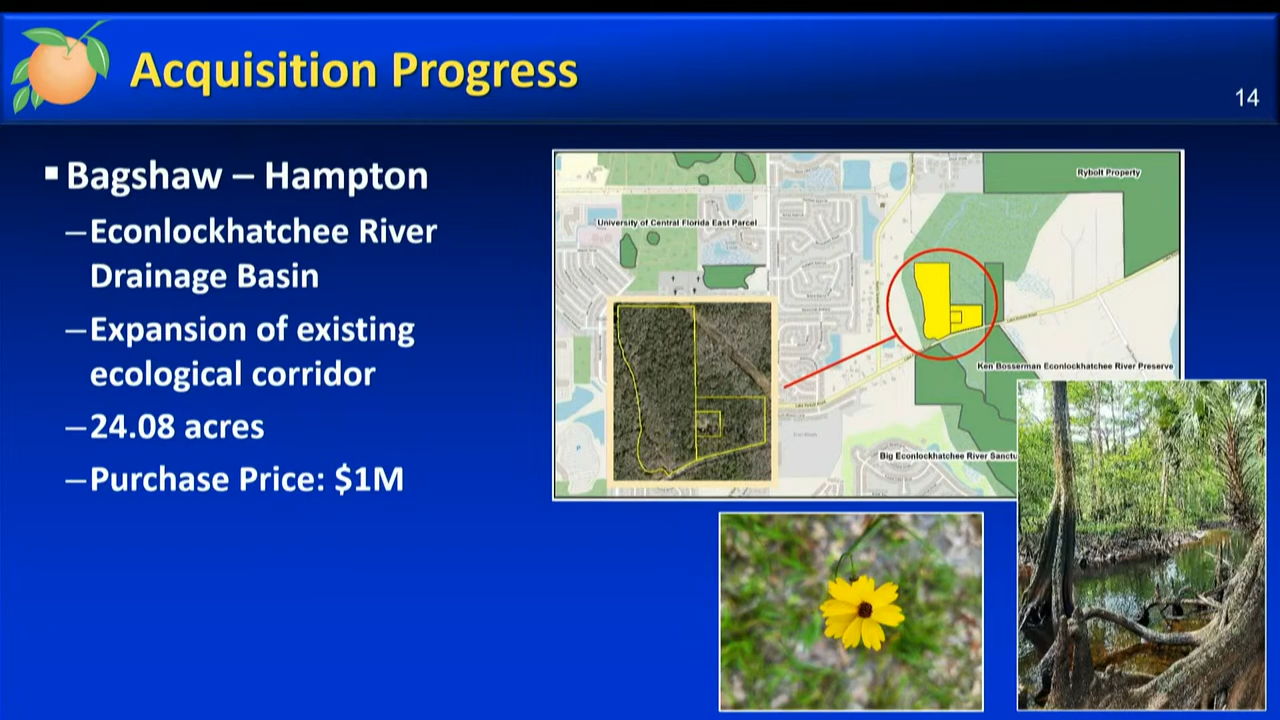 Acquisition Progress
14
▪ Bagshaw – Hampton
–Econlockhatchee River
Drainage Basin
–Expansion of existing
ecological corridor
–24.08 acres
–Purchase Price: $1M
Rybolt Property
University of Central Florida East Parcel
Ken Bosserman Econlockhatchee River Preserve
Big Econlockhatchee River Sanctu